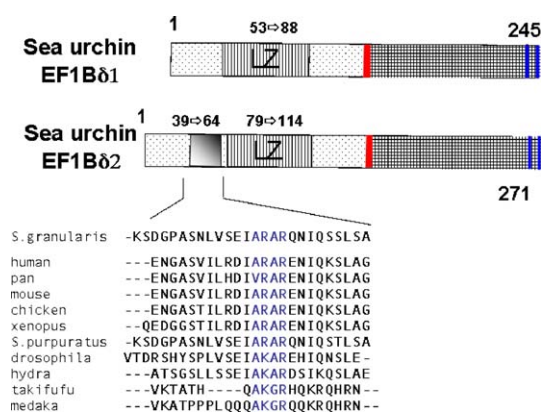 1
53⇨88
245
Sea urchin
EF1Bδ1
LZ
1
39⇨64
79⇨114
Sea urchin
EF1Bδ2
LZ
271
S.granularis -KSDGPASNLVSEIARARQNIQSSLSA
human ---ENGASVILRDIARARENIQKSLAG
pan ---ENGASVILHDIVRARENIQKSLAG
mouse ---ENGASVILRDIARARENIQKSLAG
chicken ---ENGASTILRDIARARENIQKSLAG
xenopus --QEDGGSTILRDIARARENIQKSLAG
S.purpuratus -KSDGPASNLVSEIARARQNIQSTLSA
drosophila VTDRSHYSPLVSEIAKAREHIQNSLE-
hydra ---ATSGSLLSSEIAKARDSIKQSLAE
takifufu ---VKTATH----QAKGRHQKRQHRN--
medaka ---VKATPPPLQQQAKGRQQKRQHRN--